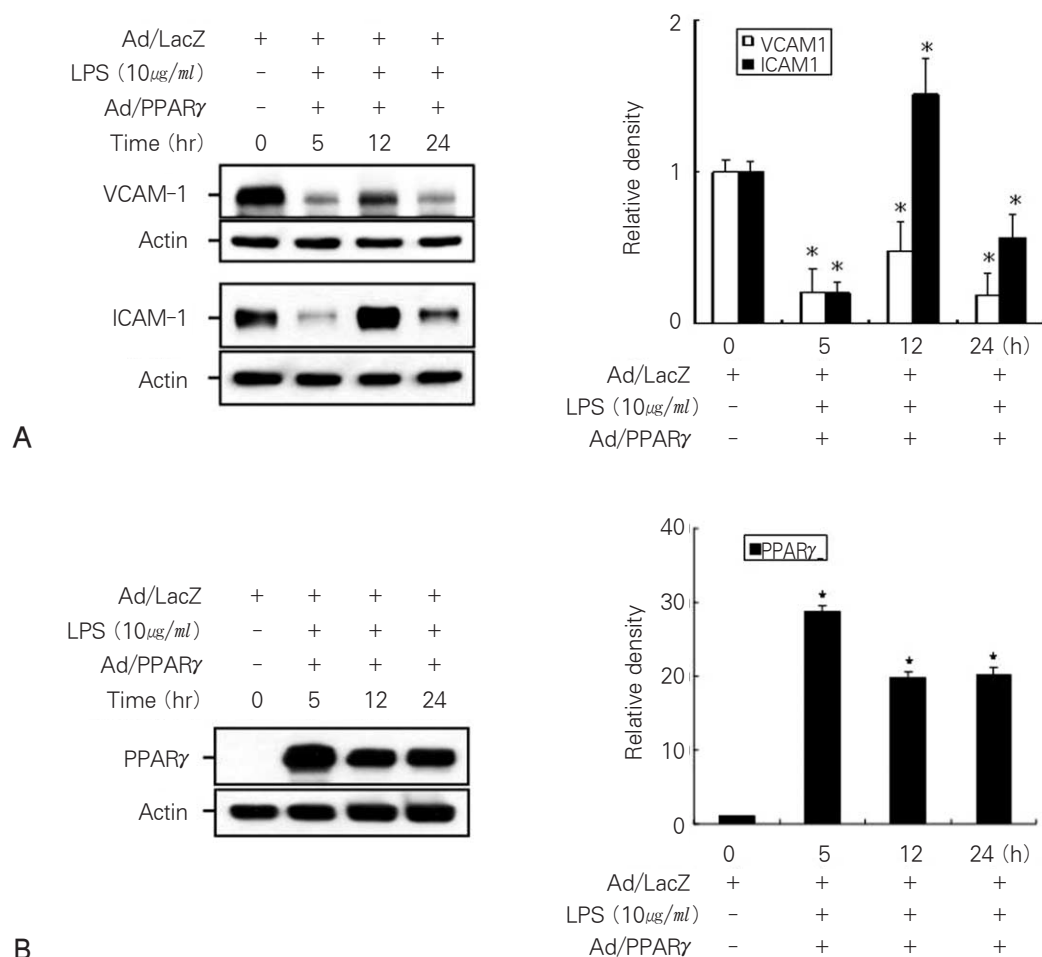 Ad/LacZ + + + +
LPS (10㎍/㎖) - + + +
Ad/PPARγ - + + +
Time (hr) 0 5 12 24
VCAM-1
Actin
ICAM-1
Actin
2
1
0
Relative density
VCAM1
ICAM1
* * * * * *
0 5 12 24 (h)
Ad/LacZ + + + +
LPS (10㎍/㎖) - + + +
Ad/PPARγ - + + +
A
Ad/LacZ + + + +
LPS (10㎍/㎖) - + + +
Ad/PPARγ - + + +
Time (hr) 0 5 12 24
PPARγ
Actin
40
30
20
10
0
Relative density
PPARγ_
* * *
0 5 12 24 (h)
Ad/LacZ + + + +
LPS (10㎍/㎖) - + + +
Ad/PPARγ - + + +
B